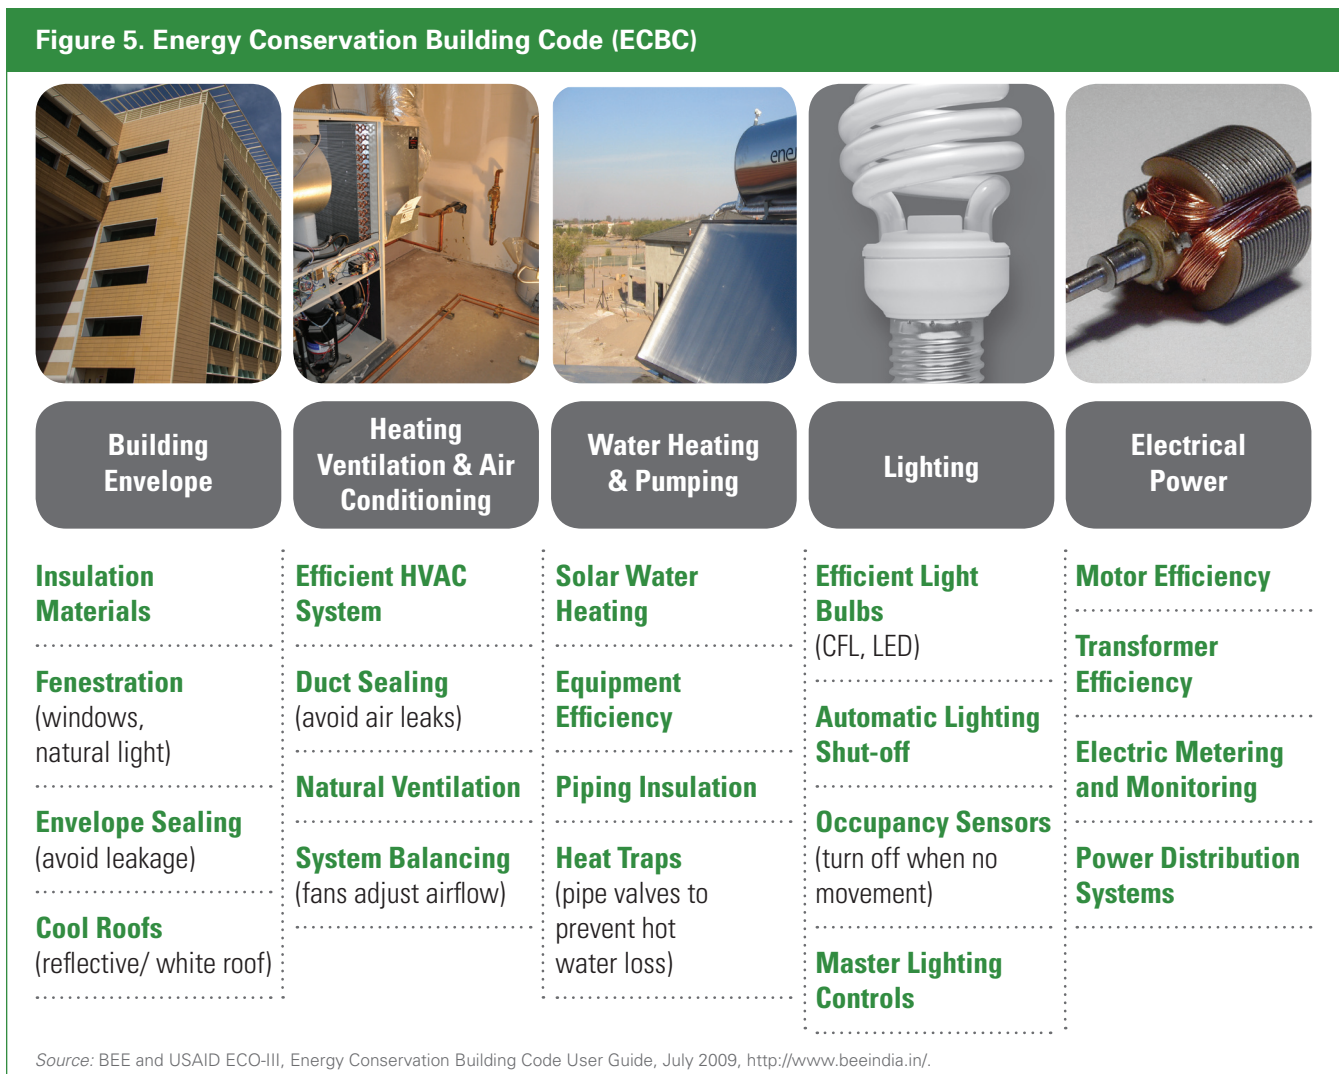 Figure 5. Energy Conservation Building Code (ECBC)
ene
Building
Envelope
Heating
Ventilation & Air
Conditioning
Water Heating
& Pumping
Lighting
Electrical
Power
Insulation
Materials
Fenestration
(windows,
natural light)
Envelope Sealing
(avoid leakage)
Cool Roofs
(reflective/ white roof)
Efficient HVAC
System
Duct Sealing
(avoid air leaks)
Natural Ventilation
System Balancing
(fans adjust airflow)
Solar Water
Heating
Equipment
Efficiency
Piping Insulation
Heat Traps
(pipe valves to
prevent hot
water loss)
Efficient Light
Bulbs
(CFL, LED)
Automatic Lighting
Shut-off
Occupancy Sensors
(turn off when no
movement)
Master Lighting
Controls
Motor Efficiency
Transformer
Efficiency
Electric Metering
and Monitoring
Power Distribution
Systems
Source: BEE and USAID ECO-III, Energy Conservation Building Code User Guide, July 2009, http://www.beeindia.in/.